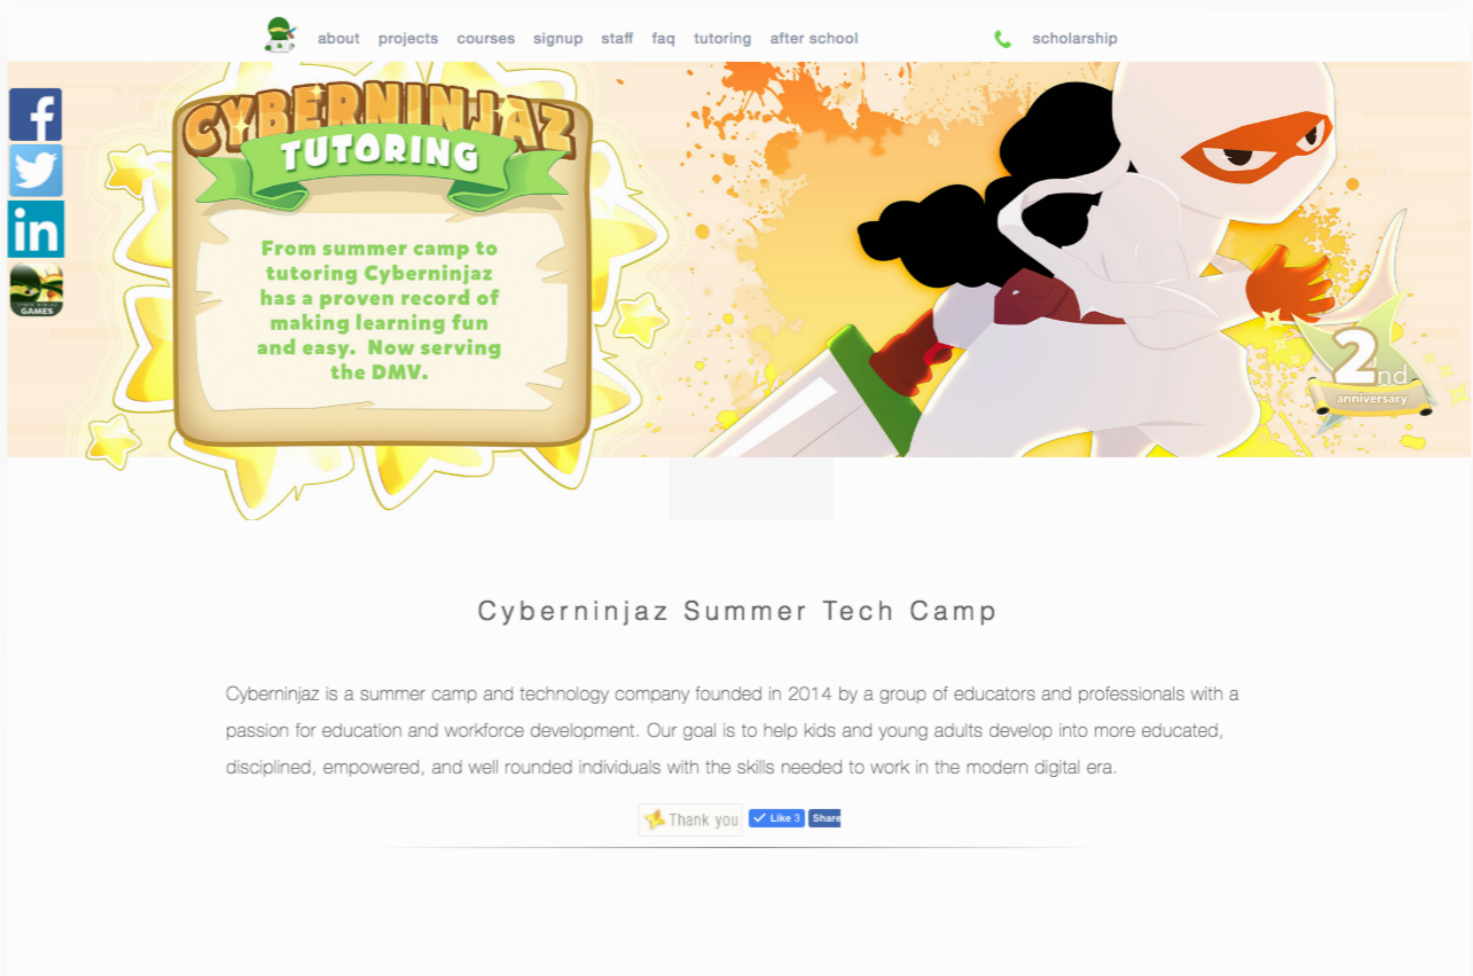 about projects courses signup staff faq tutoring after school scholarship
CYBERNINJAZ
TUTORING
From summer camp to
tutoring Cyberninjaz
has a proven record of
making learning fun
and easy. Now serving
the DMV.
in
GAMES
2nd
anniversary
Cyberninjaz Summer Tech Camp
Cyberninjaz is a summer camp and technology company founded in 2014 by a group of educators and professionals with a
passion for education and workforce development. Our goal is to help kids and young adults develop into more educated,
disciplined, empowered, and well rounded individuals with the skills needed to work in the modern digital era.
Thank you Like 3 Share